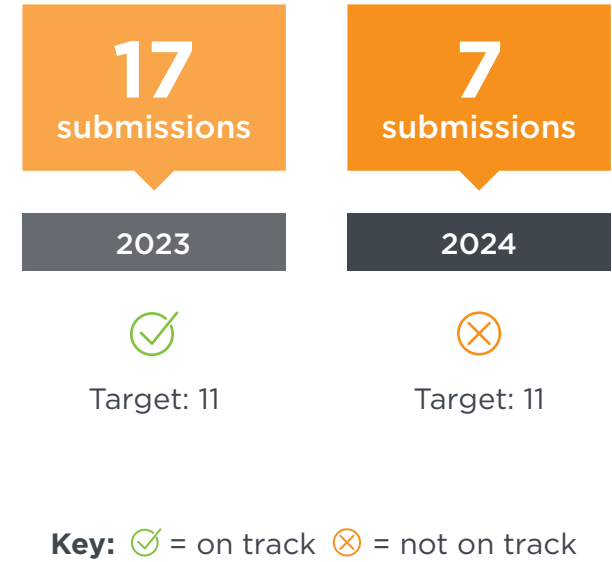 17
submissions
7
submissions
2023
2024
Target: 11
Target: 11
Key: = on track = not on track